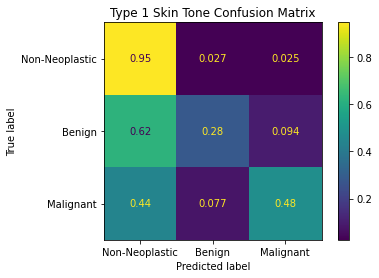 Type 1 Skin Tone Confusion Matrix
Non-Neoplastic 0.95 0.027 0.025
Benign 0.62 0.28 0.094
Malignant 0.44 0.077 0.48
Non-Neoplastic Benign Malignant
Predicted label
True label
0.8
0.6
0.4
0.2